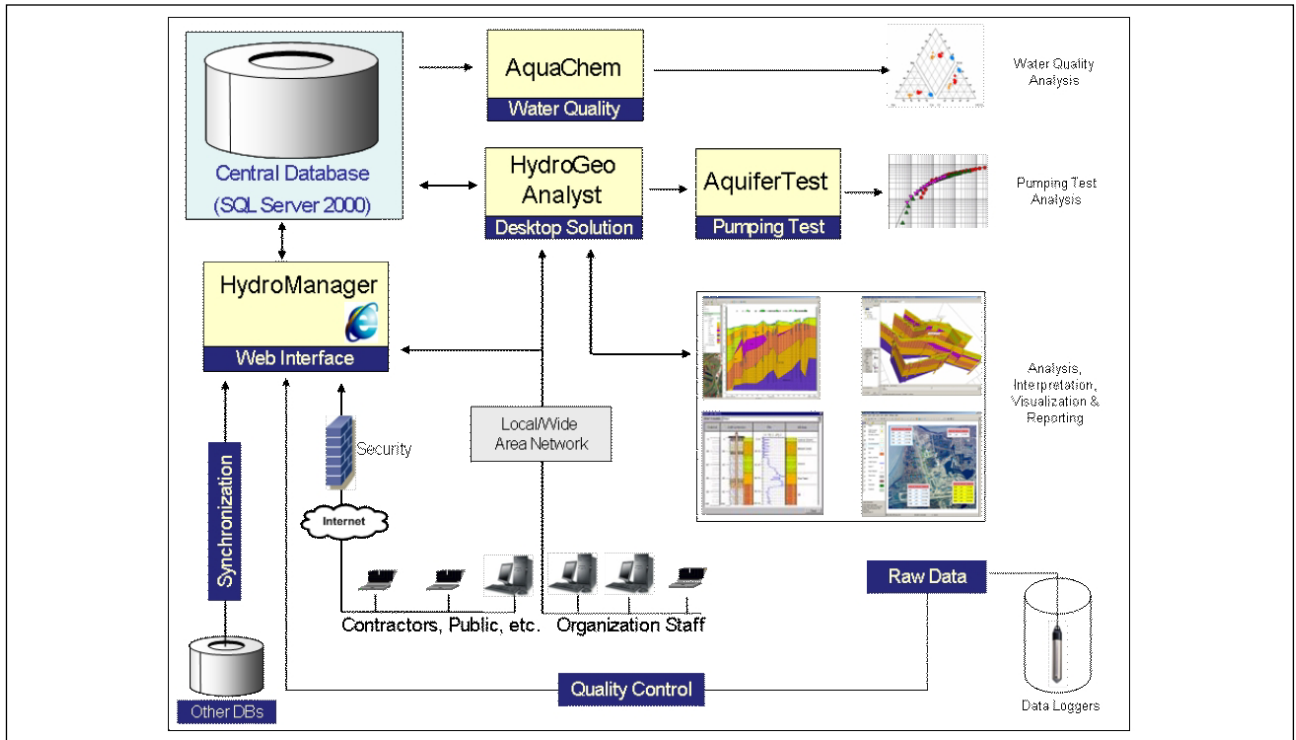 AquaChem
Water Quality
Water Quality
Analysis
Central Database
(SQL Server 2000)
HydroGeo
Analyst
Desktop Solution
AquiferTest
Pumping Test
Pumping Test
Analysis
HydroManager
Web Interface
Analysis,
Interpretation,
Visualization &
Reporting
Local/Wide
Area Network
Security
Synchronization
Internet
Raw Data
Contractors, Public, etc.
Organization Staff
Quality Control
Other DBs
Data Loggers